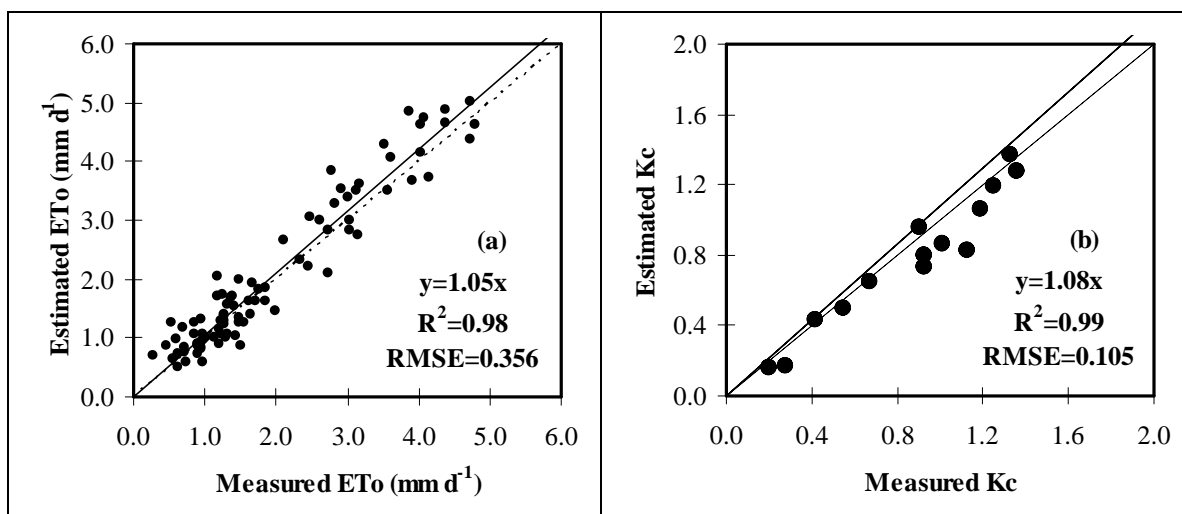 6.0
5.0
4.0
3.0
2.0
1.0
0.0
0.0 1.0 2.0 3.0 4.0 5.0 6.0
Estimated ETo (mm d¹)
Measured ETo (mm d⁻¹)
(a)
y=1.05x
R²=0.98
RMSE=0.356
2.0
1.6
1.2
0.8
0.4
0.0
0.0 0.4 0.8 1.2 1.6 2.0
Estimated Kc
Measured Kc
(b)
y=1.08x
R²=0.99
RMSE=0.105